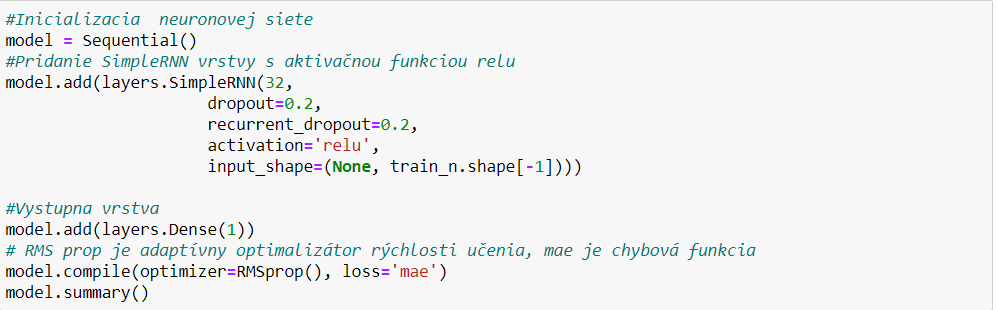 #Inicializacia  neuronovej siete
model = Sequential()
#Pridanie SimpleRNN vrstvy s aktivačnou funkciou relu
model.add(layers.SimpleRNN(32,
                     dropout=0.2,
                     recurrent_dropout=0.2,
                     activation='relu',
                     input_shape=(None, train_n.shape[-1])))

#Vystupna vrstva
model.add(layers.Dense(1))
# RMS prop je adaptívny optimalizátor rýchlosti učenia, mae je chybová funkcia
model.compile(optimizer=RMSprop(), loss='mae')
model.summary()